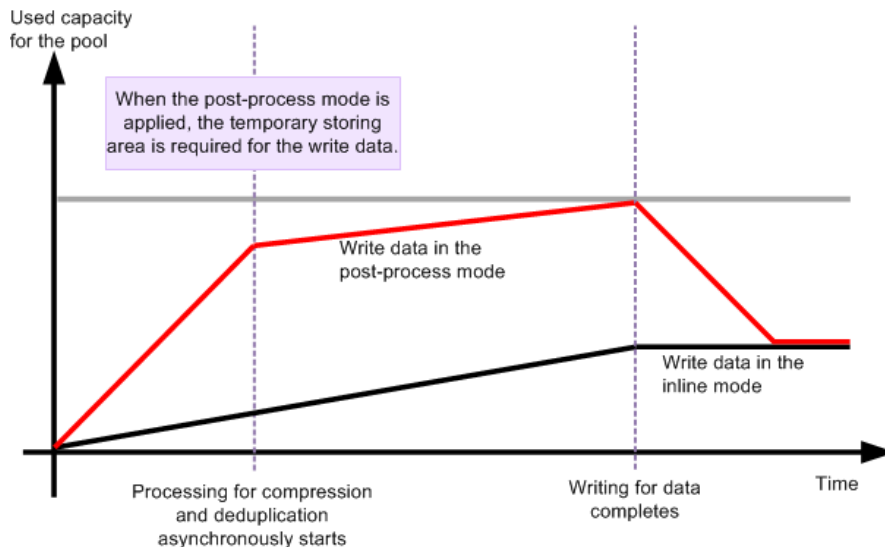 Used capacity
for the pool
When the post-process mode is
applied, the temporary storing
area is required for the write data.
Write data in the
post-process mode
Write data in the
inline mode
Processing for compression
and deduplication
asynchronously starts
Writing for data
completes
Time